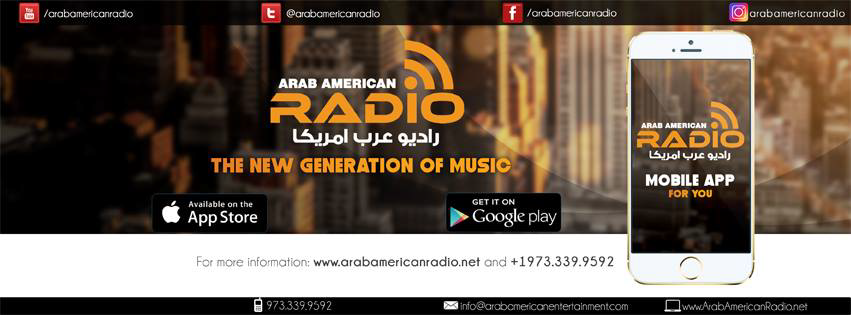 /arabamericanradio
@arabamericanradio
/arabamericanradio
arabamericanradio
ARAB AMERICAN
RADIO
راديو عرب امريكا
THE NEW GENERATION OF MUSIC
Available on the
App Store
GET IT ON
Google play
ARAB AMERICAN
RADIO
راديو عرب امريكا
MOBILE APP
FOR YOU
For more information: www.arabamericanradio.net and +1973.339.9592
973.339.9592
info@arabamericanentertainment.com
www.ArabAmericanRadio.net